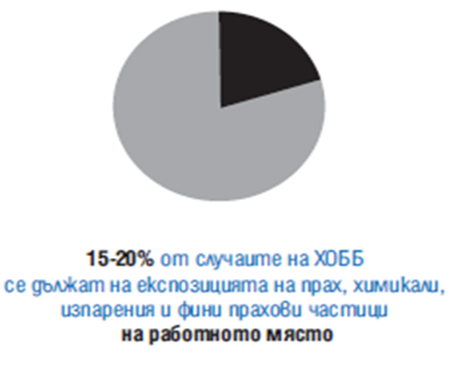 15-20% от случаите на ХОББ
се дължат на експозицията на прах, химикали,
изпарения и фини прахови частици
на работното място